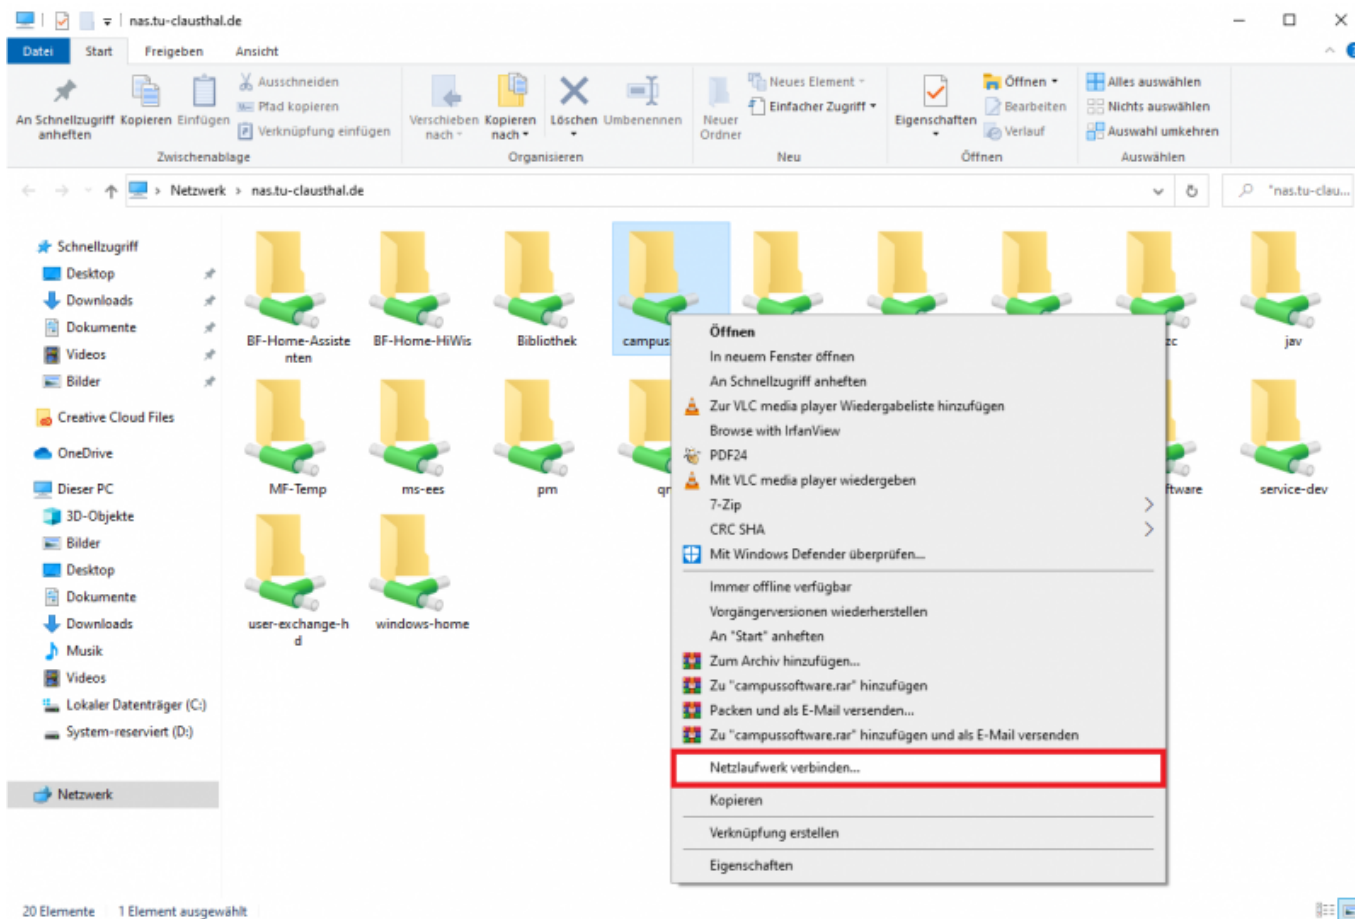 nas.tu-clausthal.de
Datei Start Freigeben Ansicht
An Schnellzugriff anheften
Kopieren
Einfügen
Ausschneiden
Pfad kopieren
Verknüpfung einfügen
Zwischenablage
Verschieben nach
Kopieren nach
Löschen
Umbenennen
Organisieren
Neuer Ordner
Neues Element
Einfacher Zugriff
Neu
Eigenschaften
Öffnen
Bearbeiten
Verlauf
Öffnen
Alles auswählen
Nichts auswählen
Auswahl umkehren
Auswählen
Netzwerk > nas.tu-clausthal.de
"nas.tu-clau...
Schnellzugriff
Desktop
Downloads
Dokumente
Videos
Bilder
Creative Cloud Files
OneDrive
Dieser PC
3D-Objekte
Bilder
Desktop
Dokumente
Downloads
Musik
Videos
Lokaler Datenträger (C:)
System-reserviert (D:)
Netzwerk
BF-Home-Assiste
nten
BF-Home-HiWis
Bibliothek
campus
zc
jav
MF-Temp
ms-ees
pm
ftware
service-dev
user-exchange-h
d
windows-home
Öffnen
In neuem Fenster öffnen
An Schnellzugriff anheften
Zur VLC media player Wiedergabeliste hinzufügen
Browse with IrfanView
PDF24
Mit VLC media player wiedergeben
7-Zip
CRC SHA
Mit Windows Defender überprüfen...
Immer offline verfügbar
Vorgängerversionen wiederherstellen
An "Start" anheften
Zum Archiv hinzufügen...
Zu "campussoftware.rar" hinzufügen
Packen und als E-Mail versenden...
Zu "campussoftware.rar" hinzufügen und als E-Mail versenden
Netzlaufwerk verbinden...
Kopieren
Verknüpfung erstellen
Eigenschaften
20 Elemente 1 Element ausgewählt